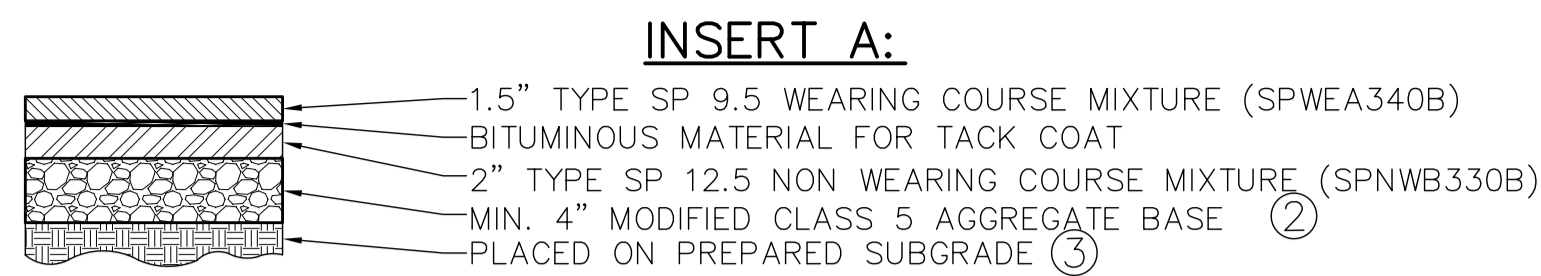 INSERT A:
1.5” TYPE SP 9.5 WEARING COURSE MIXTURE (SPWEA340B)
BITUMINOUS MATERIAL FOR TACK COAT
2” TYPE SP 12.5 NON WEARING COURSE MIXTURE (SPNWB330B)
MIN. 4” MODIFIED CLASS 5 AGGREGATE BASE ②
PLACED ON PREPARED SUBGRADE ③